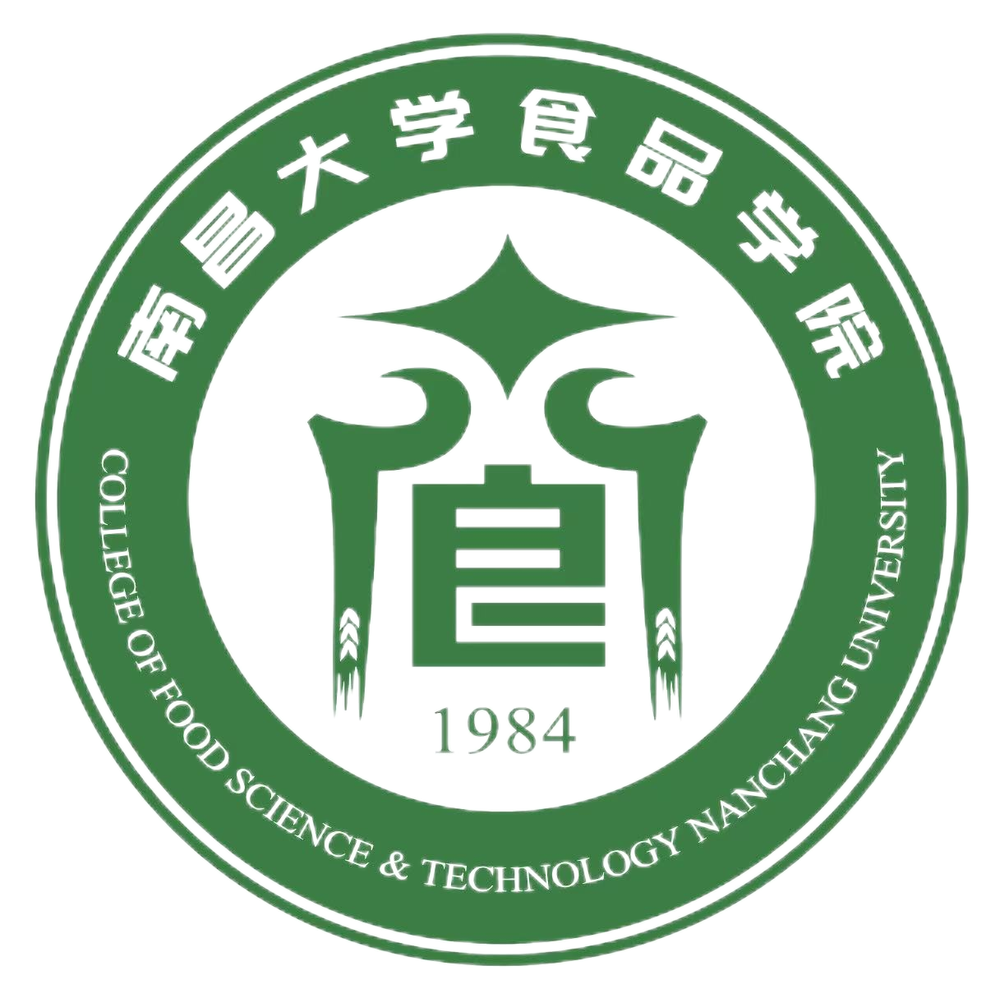 南昌大学食品学院
1984
COLLEGE OF FOOD SCIENCE & TECHNOLOGY NANCHANG UNIVERSITY